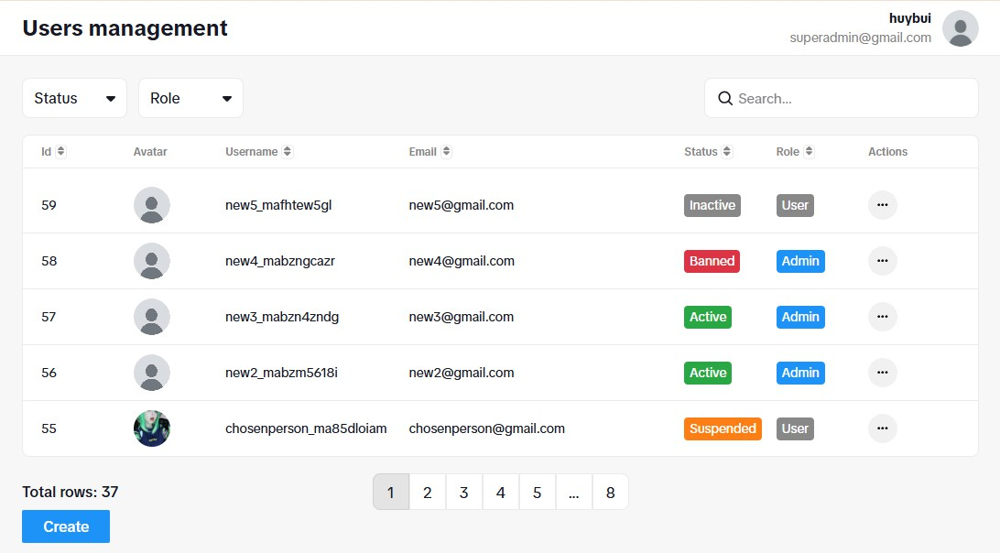 Users management
huybui
superadmin@gmail.com
Status
Role
Search...
Id Avatar Username Email Status Role Actions
59 new5_mafhtew5gl new5@gmail.com Inactive User ...
58 new4_mabzngcazr new4@gmail.com Banned Admin ...
57 new3_mabzn4zndg new3@gmail.com Active Admin ...
56 new2_mabzm5618i new2@gmail.com Active Admin ...
55 chosenperson_ma85dloiam chosenperson@gmail.com Suspended User ...
Total rows: 37
1 2 3 4 5 ... 8
Create